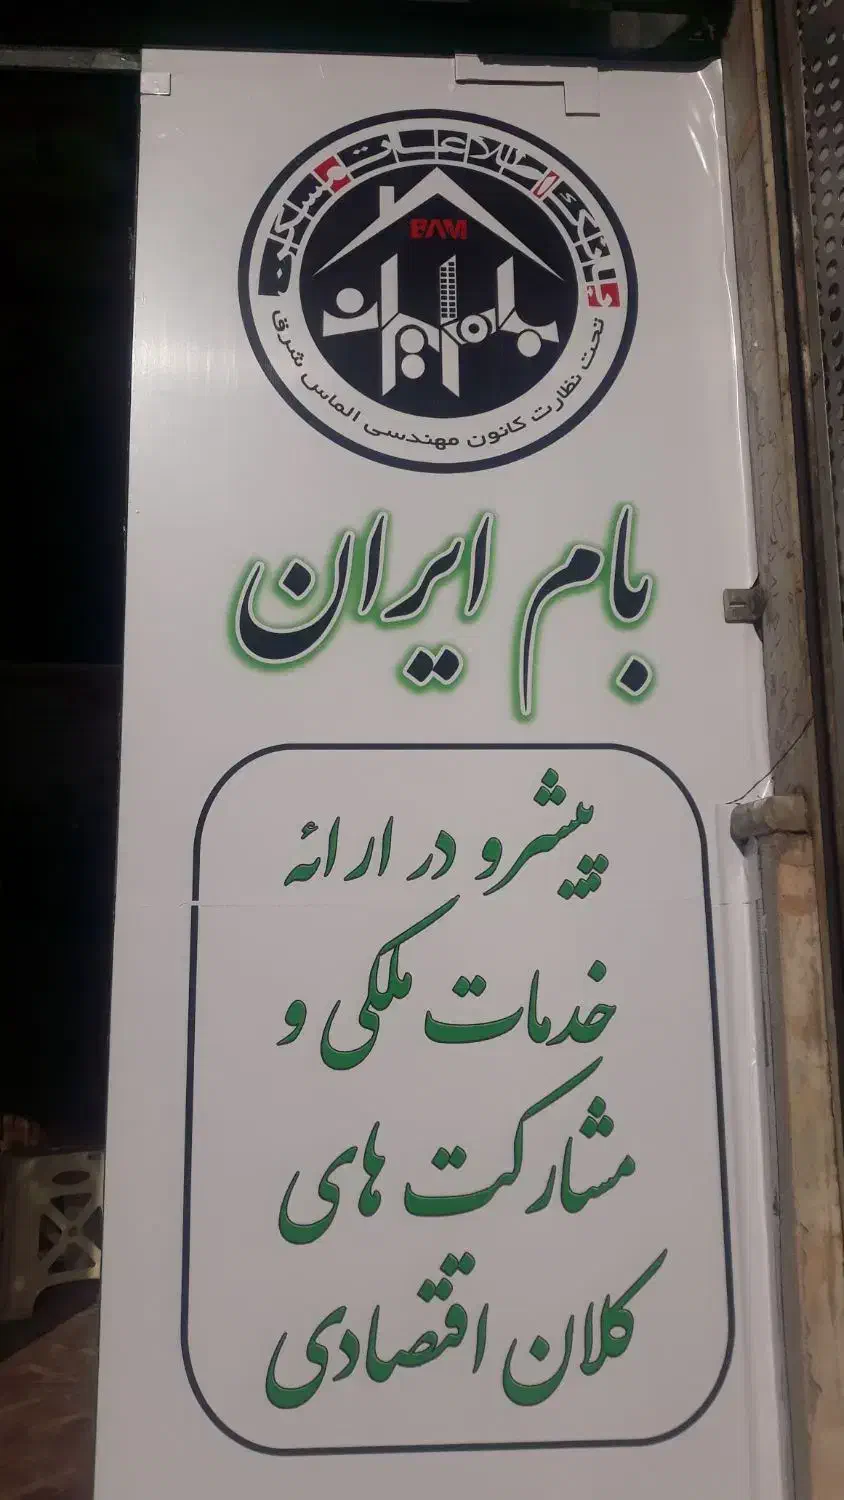 بانک اطلاعات مسکن
BAM
بام ایران
تحت نظارت کانون مهندسی الماس شرق
بام ایران
پیشرو در ارائه
خدمات ملکی و
مشارکت های
کلان اقتصادی